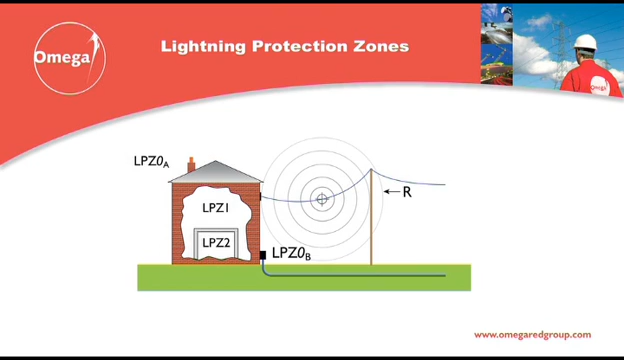 Omega
Lightning Protection Zones
LPZ0A
LPZ1
LPZ2
LPZ0B
R
www.omegaredgroup.com